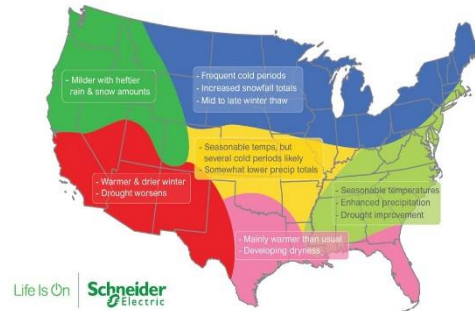 - Milder with heftier
rain & snow amounts
- Frequent cold periods
- Increased snowfall totals
- Mid to late winter thaw
- Seasonable temps, but
several cold periods likely
- Somewhat lower precip totals
- Warmer & drier winter
- Drought worsens
- Seasonable temperatures
- Enhanced precipitation
- Drought improvement
- Mainly warmer than usual
- Developing dryness
Life Is On
Schneider
Electric